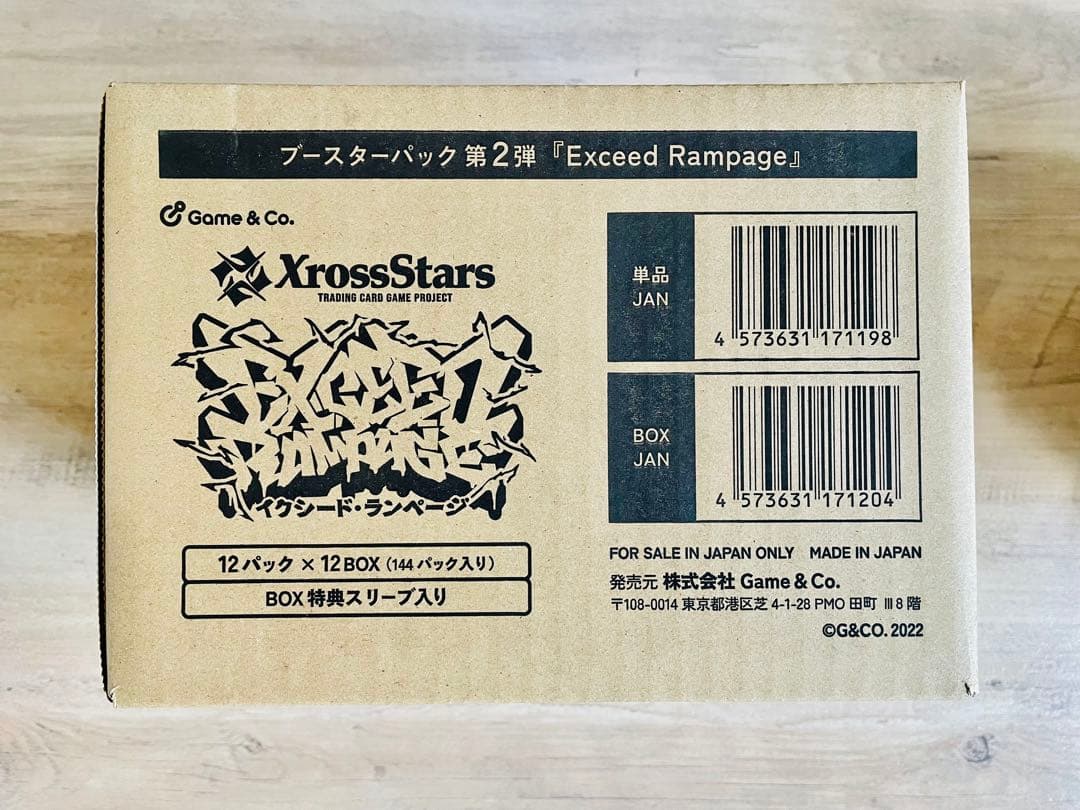 ブースターパック 第2弾『Exceed Rampage』
Game & Co.
XrossStars
TRADING CARD GAME PROJECT
EXCEED
RAMPAGE
イクシード・ランページ
12パック × 12BOX（144パック入り）
BOX特典スリーブ入り
単品
JAN
4 573631 171198
BOX
JAN
4 573631 171204
FOR SALE IN JAPAN ONLY MADE IN JAPAN
発売元 株式会社 Game & Co.
〒108-0014 東京都港区芝 4-1-28 PMO 田町 Ⅲ 8 階
©G&CO. 2022